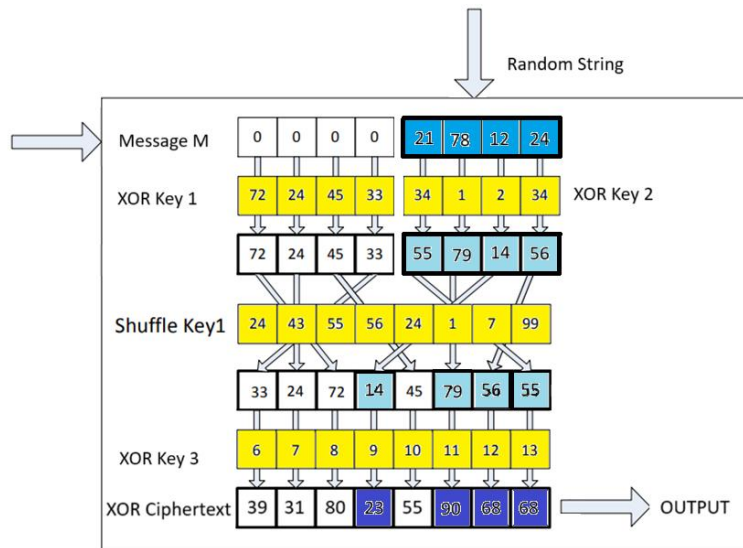 Random String
Message M 0 0 0 0 21 78 12 24
XOR Key 1 72 24 45 33 34 1 2 34 XOR Key 2
72 24 45 33 55 79 14 56
Shuffle Key1 24 43 55 56 24 1 7 99
33 24 72 14 45 79 56 55
XOR Key 3 6 7 8 9 10 11 12 13
XOR Ciphertext 39 31 80 23 55 90 68 68 OUTPUT